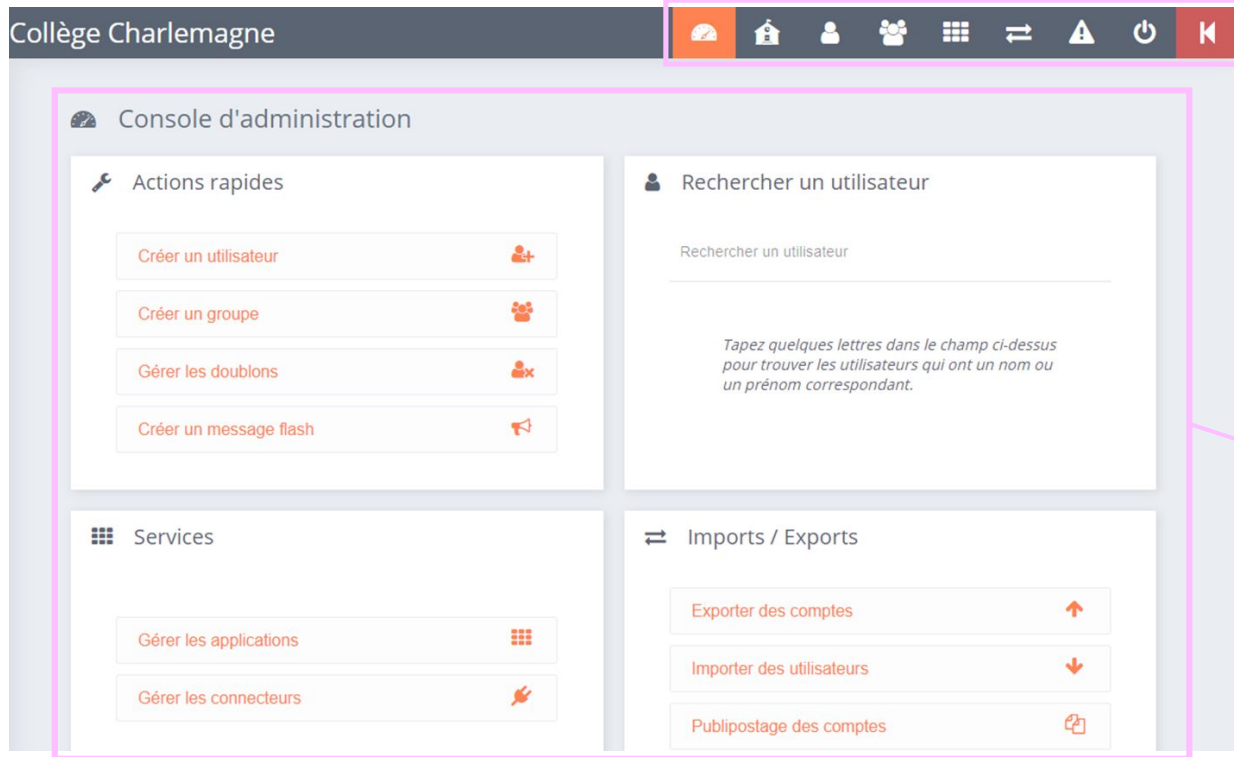 Collège Charlemagne
Console d'administration
Actions rapides
Créer un utilisateur
Créer un groupe
Gérer les doublons
Créer un message flash
Rechercher un utilisateur
Rechercher un utilisateur
Tapez quelques lettres dans le champ ci-dessus
pour trouver les utilisateurs qui ont un nom ou
un prénom correspondant.
Services
Gérer les applications
Gérer les connecteurs
Imports / Exports
Exporter des comptes
Importer des utilisateurs
Publipostage des comptes